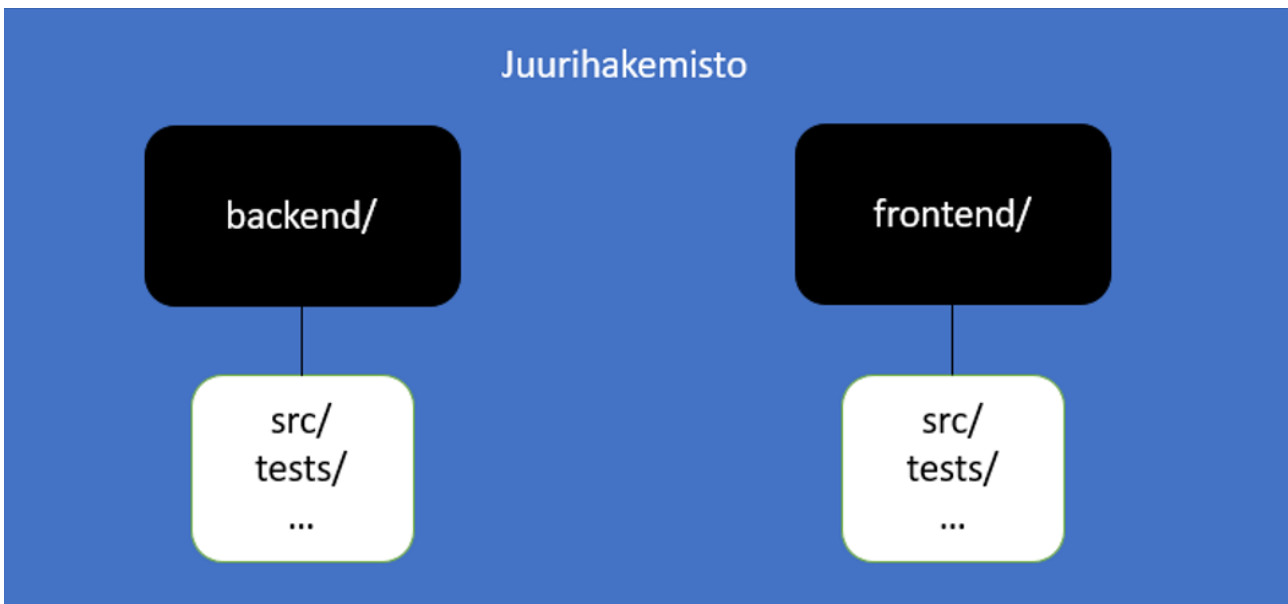 Juurihakemisto
backend/
frontend/
src/
tests/
...
src/
tests/
...